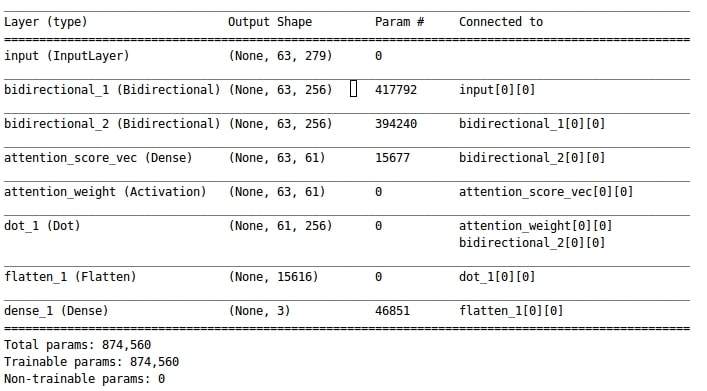 Layer (type) Output Shape Param # Connected to
input (InputLayer) (None, 63, 279) 0
bidirectional_1 (Bidirectional) (None, 63, 256) 417792 input[0][0]
bidirectional_2 (Bidirectional) (None, 63, 256) 394240 bidirectional_1[0][0]
attention_score_vec (Dense) (None, 63, 61) 15677 bidirectional_2[0][0]
attention_weight (Activation) (None, 63, 61) 0 attention_score_vec[0][0]
dot_1 (Dot) (None, 61, 256) 0 attention_weight[0][0]
bidirectional_2[0][0]
flatten_1 (Flatten) (None, 15616) 0 dot_1[0][0]
dense_1 (Dense) (None, 3) 46851 flatten_1[0][0]
Total params: 874,560
Trainable params: 874,560
Non-trainable params: 0